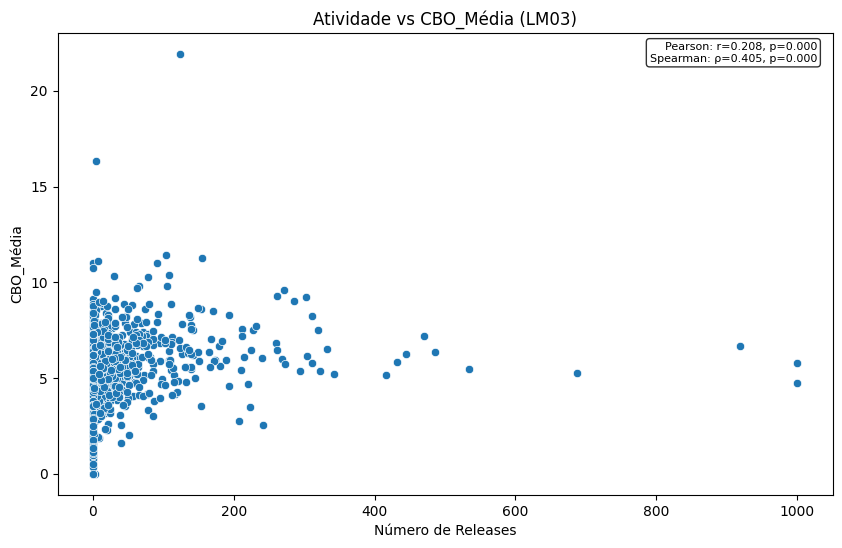 Atividade vs CBO_Média (LM03)
Pearson: r=0.208, p=0.000
Spearman: ρ=0.405, p=0.000
CBO_Média
20
15
10
5
0
0 200 400 600 800 1000
Número de Releases